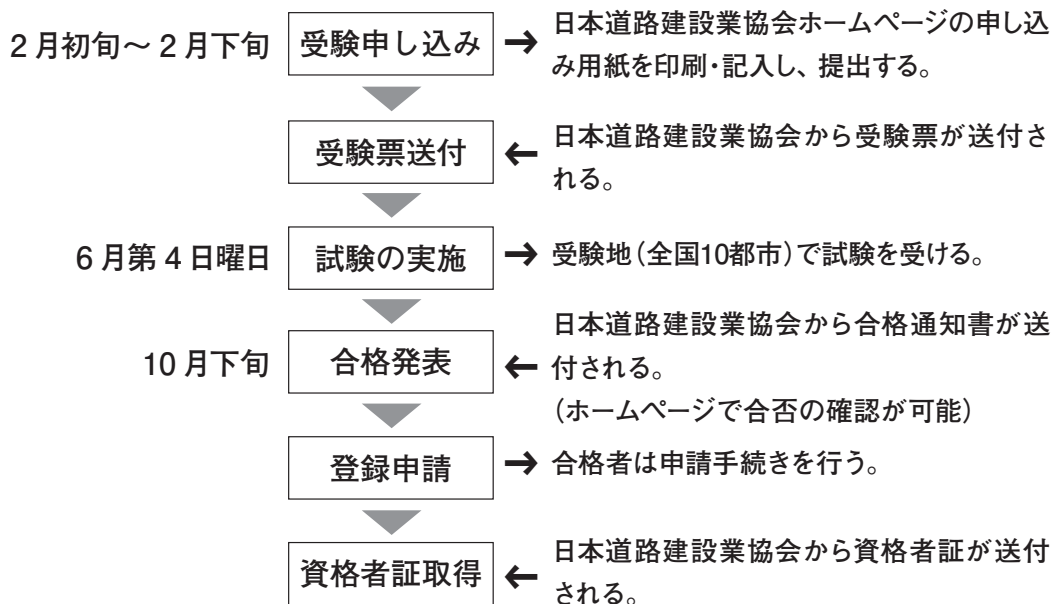 2月初旬〜2月下旬
受験申し込み
→
日本道路建設業協会ホームページの申し込
み用紙を印刷・記入し、提出する。
受験票送付
←
日本道路建設業協会から受験票が送付さ
れる。
6月第4日曜日
試験の実施
→
受験地(全国10都市)で試験を受ける。
10月下旬
合格発表
←
日本道路建設業協会から合格通知書が送
付される。
(ホームページで合否の確認が可能)
登録申請
→
合格者は申請手続きを行う。
資格者証取得
←
日本道路建設業協会から資格者証が送付
される。